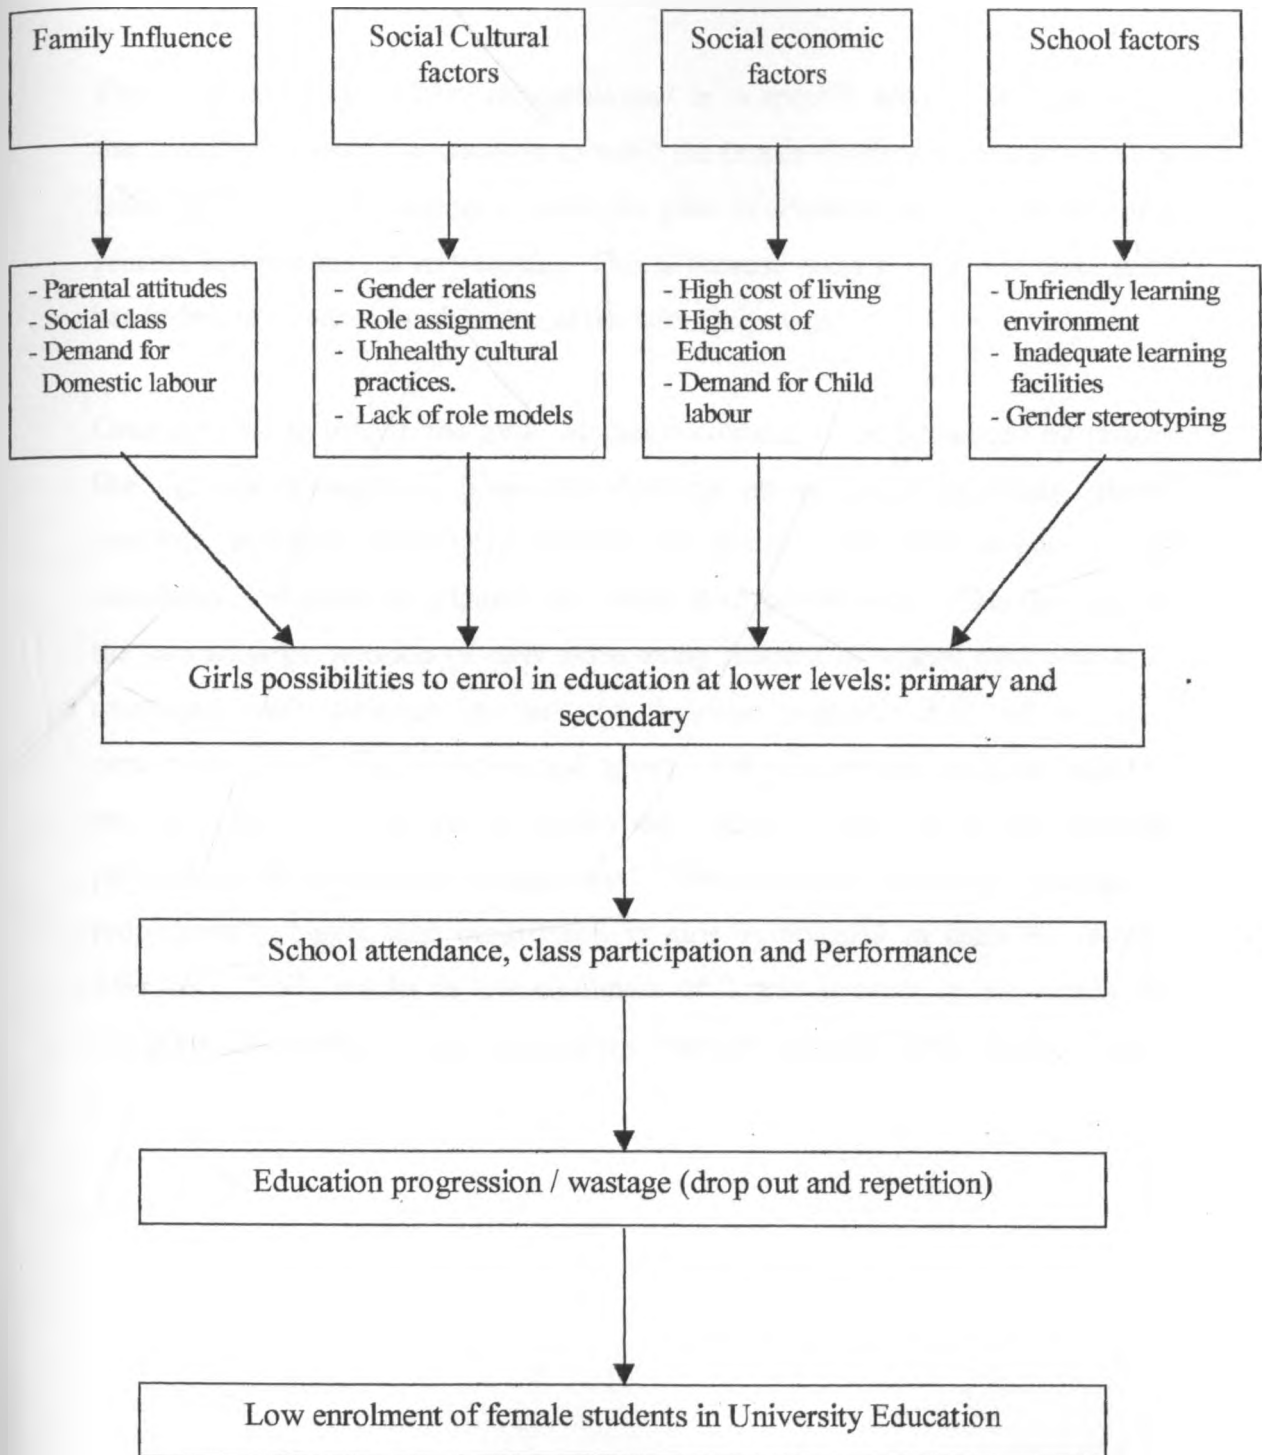 Family Influence
Social Cultural
factors
Social economic
factors
School factors
- Parental attitudes
- Social class
- Demand for
Domestic labour
- Gender relations
- Role assignment
- Unhealthy cultural
practices.
- Lack of role models
- High cost of living
- High cost of
Education
- Demand for Child
labour
- Unfriendly learning
environment
- Inadequate learning
facilities
- Gender stereotyping
Girls possibilities to enrol in education at lower levels: primary and
secondary
School attendance, class participation and Performance
Education progression / wastage (drop out and repetition)
Low enrolment of female students in University Education